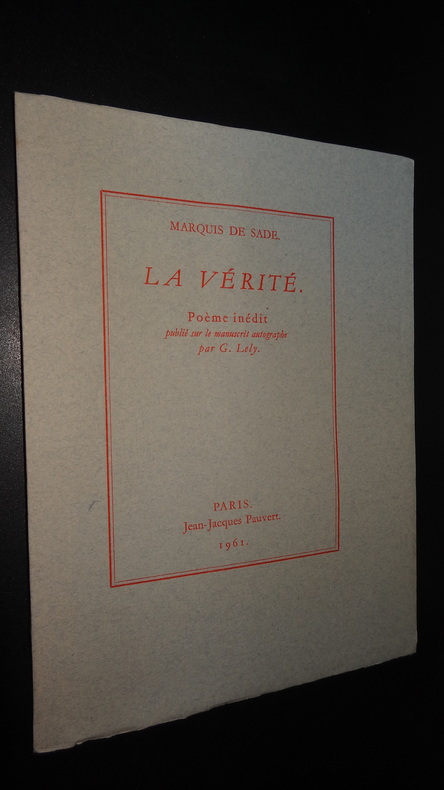 MARQUIS DE SADE.
LA VÉRITÉ.
Poème inédit
publié sur le manuscrit autographe
par G. Lely.
PARIS.
Jean-Jacques Pauvert.
1961.